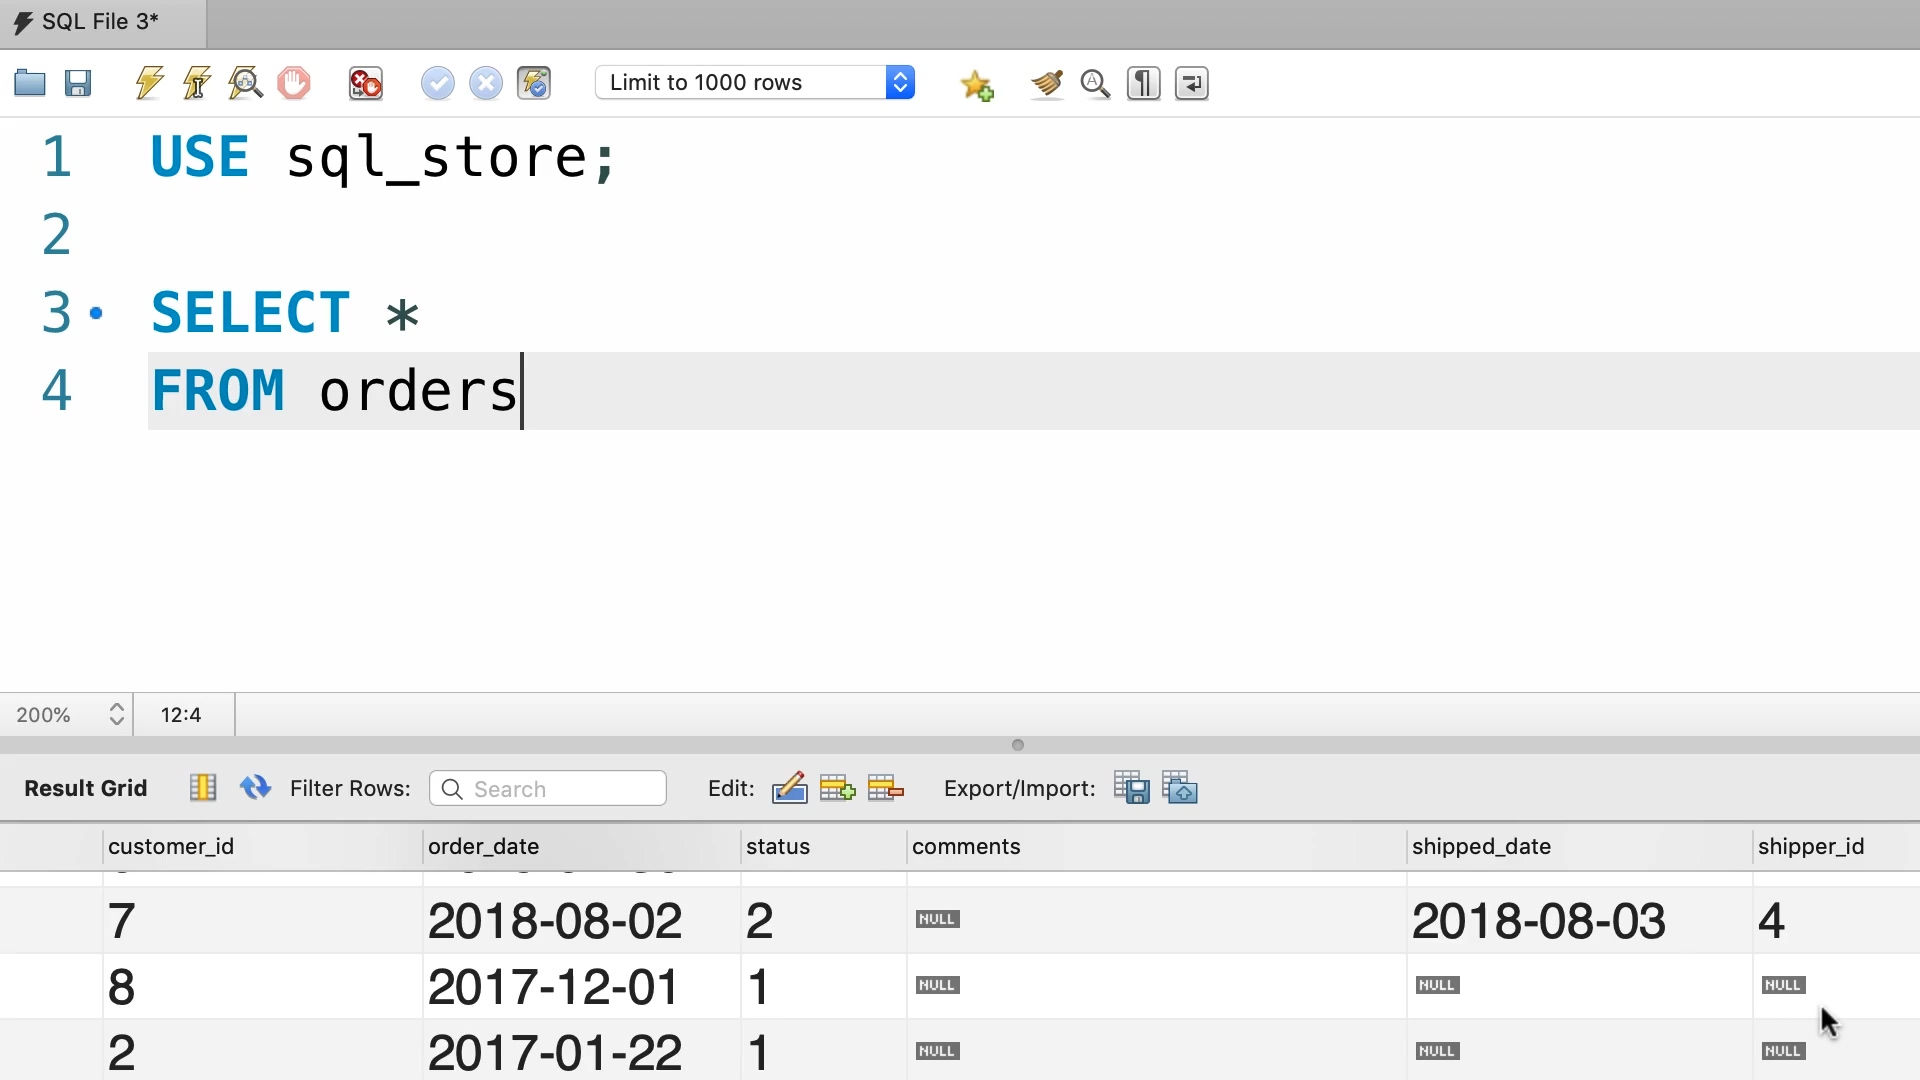 SQL File 3*
Limit to 1000 rows
1 USE sql_store;
2
3 SELECT *
4 FROM orders
200% 12:4
Result Grid Filter Rows: Search Edit: Export/Import:
customer_id order_date status comments shipped_date shipper_id
7 2018-08-02 2 NULL 2018-08-03 4
8 2017-12-01 1 NULL NULL NULL
2 2017-01-22 1 NULL NULL NULL